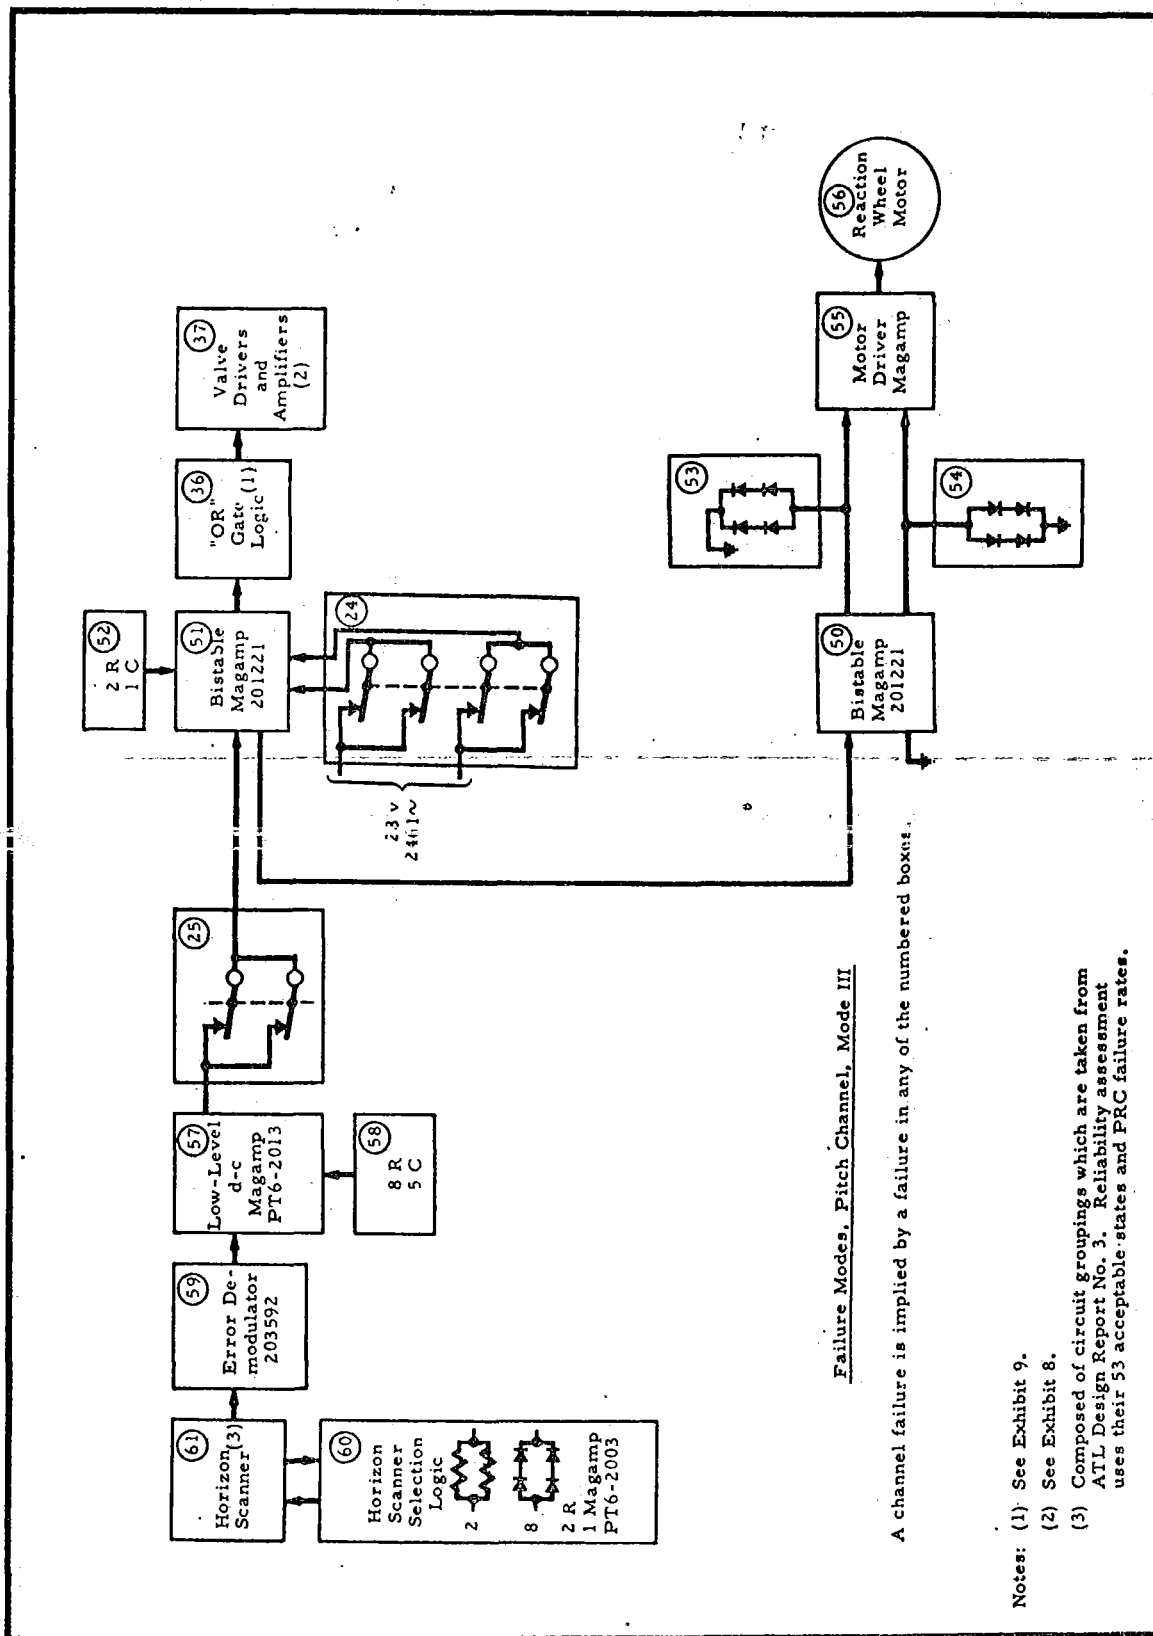 61
Horizon
Scanner(3)
60
Horizon
Scanner
Selection
Logic
2
8
2 R
1 Magamp
PT6-2003
59
Error De-
modulator
203592
57
Low-Level
d-c
Magamp
PT6-2013
58
8 R
5 C
25
52
2 R
1 C
51
Bistable
Magamp
201221
24
36
"OR"
Gate
Logic(1)
37
Valve
Drivers
and
Amplifiers
(2)
50
Bistable
Magamp
201221
53
54
55
Motor
Driver
Magamp
56
Reaction
Wheel
Motor
Failure Modes, Pitch Channel, Mode III
A channel failure is implied by a failure in any of the numbered boxes.
Notes: (1) See Exhibit 9.
(2) See Exhibit 8.
(3) Composed of circuit groupings which are taken from
ATL Design Report No. 3. Reliability assessment
uses their 53 acceptable states and PRC failure rates.